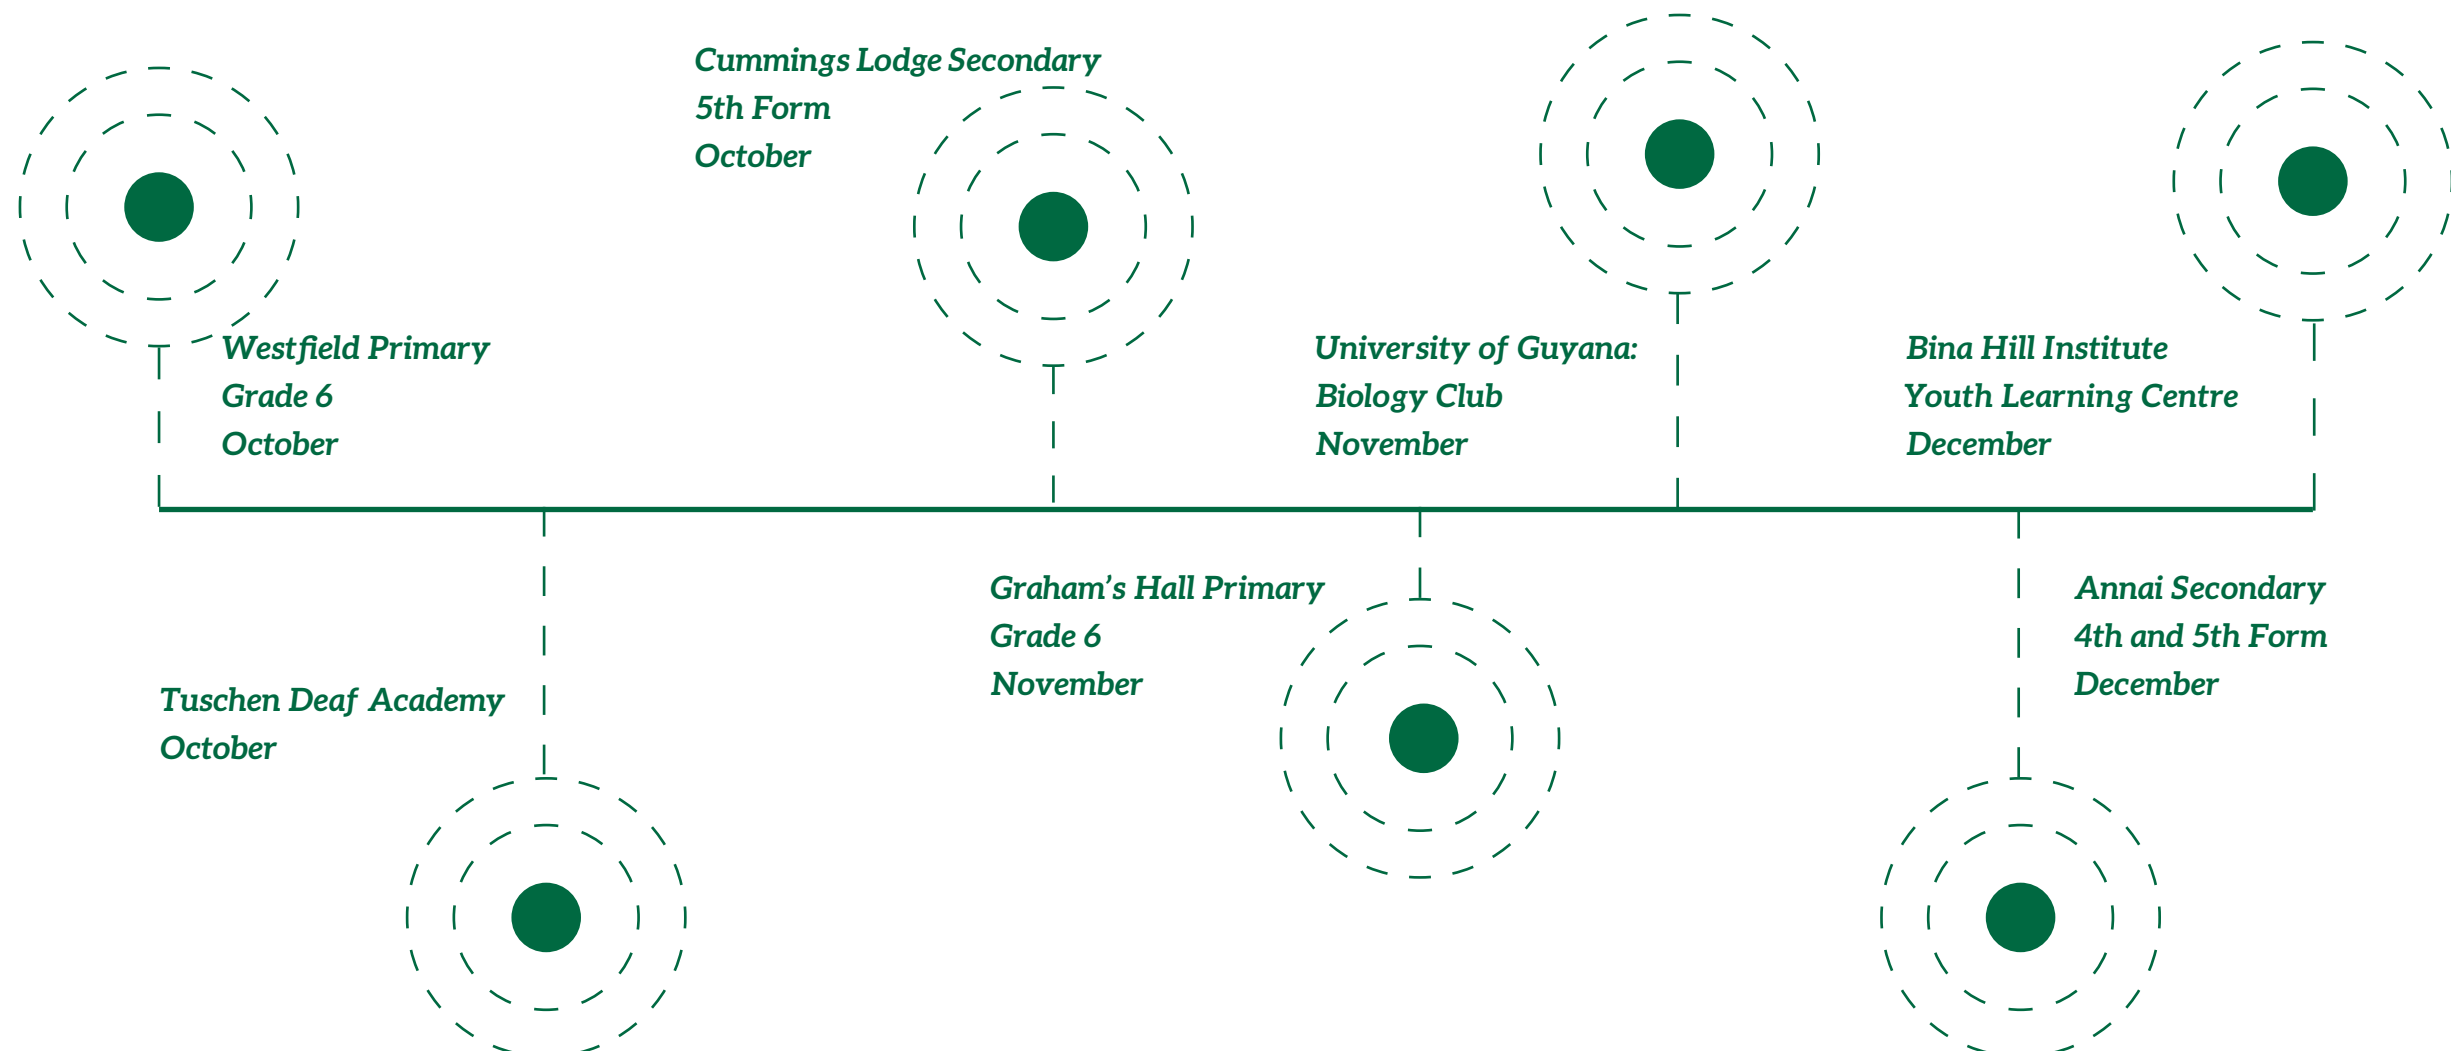 Westfield Primary
Grade 6
October
Tuschen Deaf Academy
October
Cummings Lodge Secondary
5th Form
October
Graham’s Hall Primary
Grade 6
November
University of Guyana:
Biology Club
November
Annai Secondary
4th and 5th Form
December
Bina Hill Institute
Youth Learning Centre
December